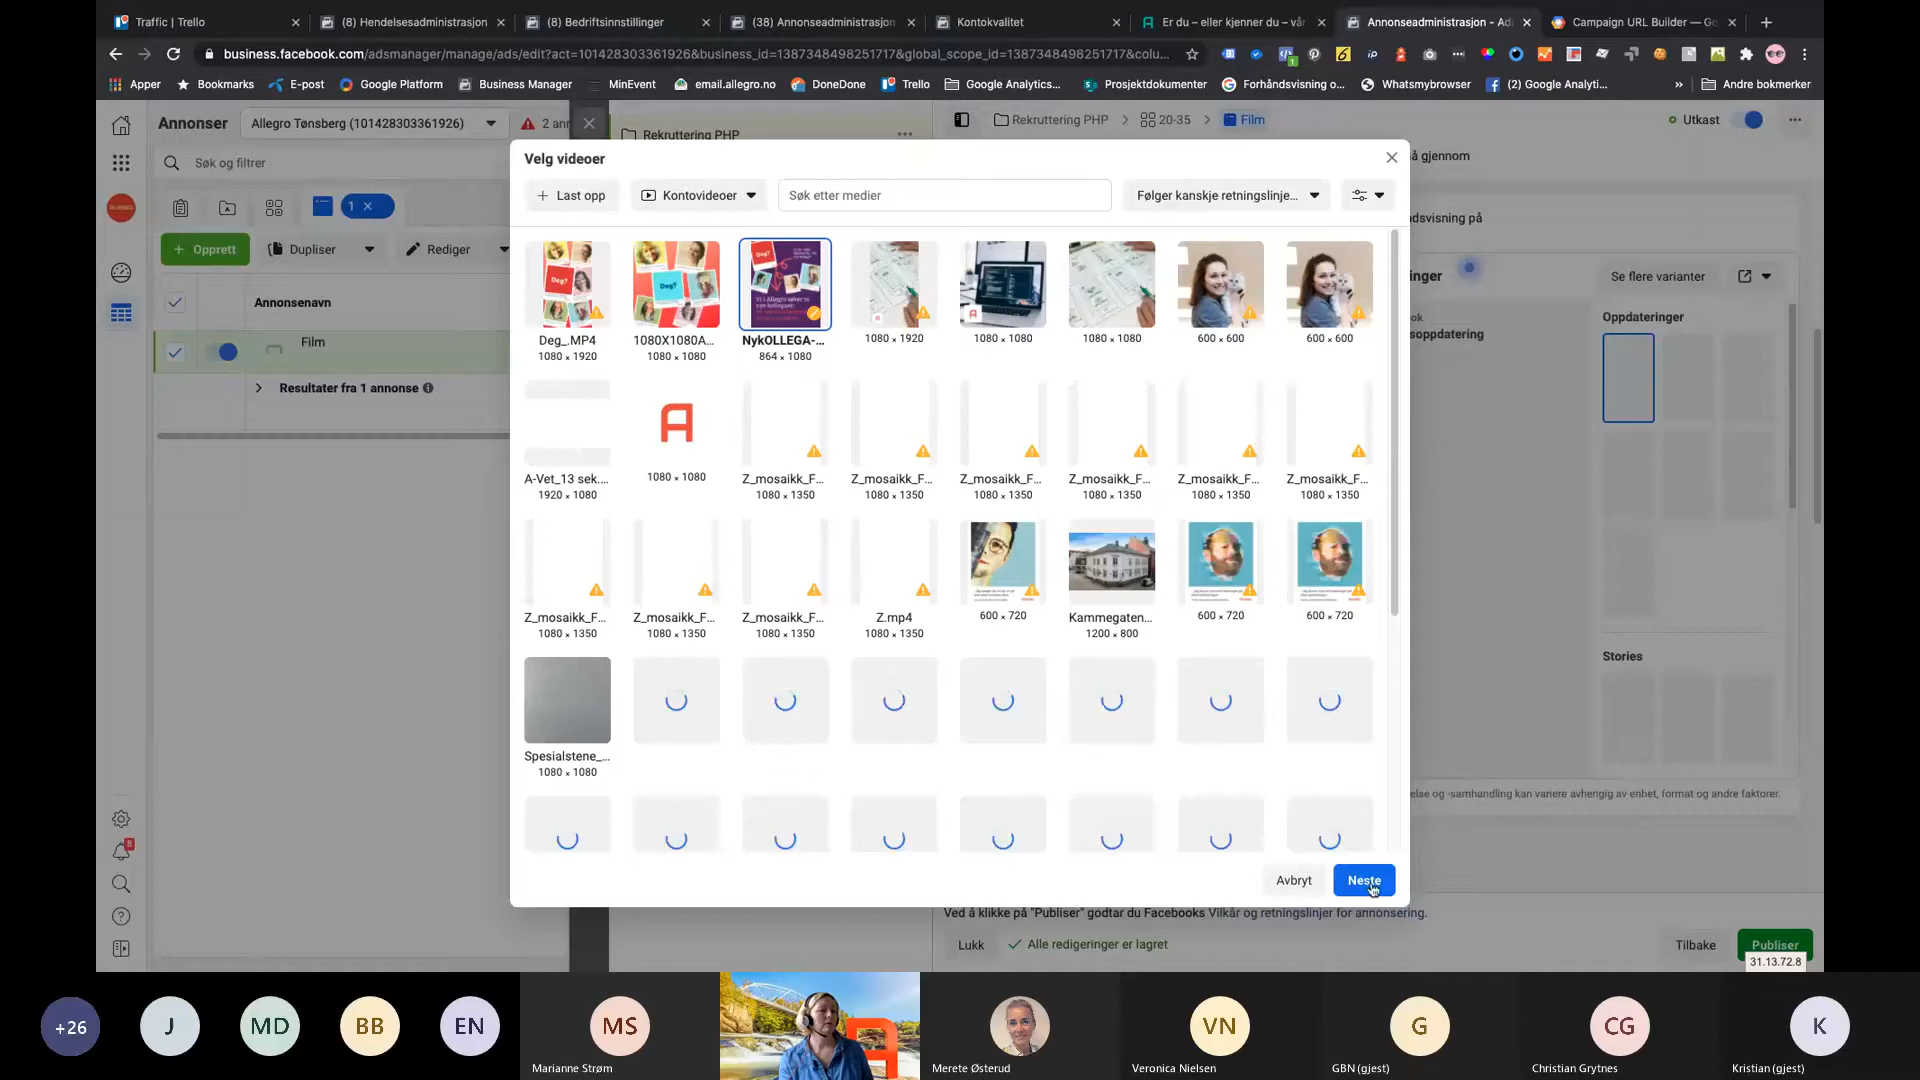 Traffic | Trello
(8) Hendelsesadministrasjon
(8) Bedriftsinnstillinger
(38) Annonseadministrasjon
Kontokvalitet
Er du – eller kjenner du – vår
Annonseadministrasjon - Ad
Campaign URL Builder — Go
business.facebook.com/adsmanager/manage/ads/edit?act=101428303361926&business_id=1387348498251717&global_scope_id=1387348498251717&colu...
Apper
Bookmarks
E-post
Google Platform
Business Manager
MinEvent
email.allegro.no
DoneDone
Trello
Google Analytics...
Prosjektdokumenter
Forhåndsvisning o...
Whatsmybrowser
(2) Google Analyti...
»
Andre bokmerker
Annonser
Allegro Tønsberg (101428303361926)
2 ann
Rekruttering PHP
Rekruttering PHP > 20-35 > Film
Utkast
Søk og filtrer
å gjennom
1
Opprett
Dupliser
Rediger
Annonsenavn
Film
Resultater fra 1 annonse
Velg videoer
+ Last opp
Kontovideoer
Søk etter medier
Følger kanskje retningslinje...
Deg_.MP4
1080 × 1920
1080X1080A...
1080 × 1080
NykOLLEGA-...
864 × 1080
1080 × 1920
1080 × 1080
1080 × 1080
600 × 600
600 × 600
Deg?
Deg?
Deg?
A-Vet_13 sek....
1920 × 1080
A
1080 × 1080
Z_mosaikk_F...
1080 × 1350
Z_mosaikk_F...
1080 × 1350
Z_mosaikk_F...
1080 × 1350
Z_mosaikk_F...
1080 × 1350
Z_mosaikk_F...
1080 × 1350
Z_mosaikk_F...
1080 × 1350
Z_mosaikk_F...
1080 × 1350
Z_mosaikk_F...
1080 × 1350
Z_mosaikk_F...
1080 × 1350
Z.mp4
1080 × 1350
600 × 720
Kammegaten...
1200 × 800
600 × 720
600 × 720
Spesialstene_...
1080 × 1080
Avbryt
Neste
dsvisning på
Se flere varianter
oppdatering
Oppdateringer
Stories
else og -samhandling kan variere avhengig av enhet, format og andre faktorer.
Ved å klikke på "Publiser" godtar du Facebooks Vilkår og retningslinjer for annonsering.
Lukk
Alle redigeringer er lagret
Tilbake
Publiser
31.13.72.8
8
+26
J
MD
BB
EN
MS
Marianne Strøm
Merete Østerud
VN
Veronica Nielsen
G
GBN (gjest)
CG
Christian Grytnes
K
Kristian (gjest)